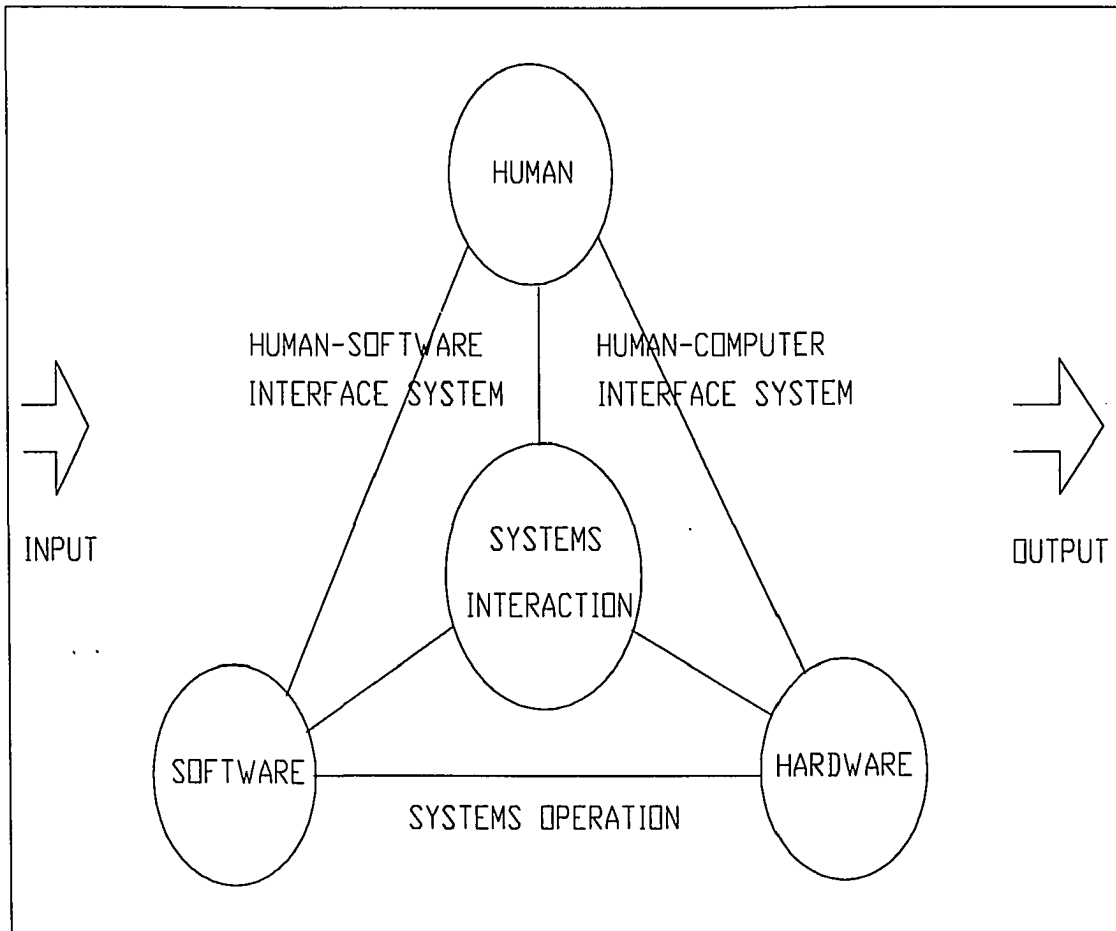 HUMAN
HUMAN-SOFTWARE
INTERFACE SYSTEM
HUMAN-COMPUTER
INTERFACE SYSTEM
INPUT
SYSTEMS
INTERACTION
OUTPUT
SOFTWARE
HARDWARE
SYSTEMS OPERATION